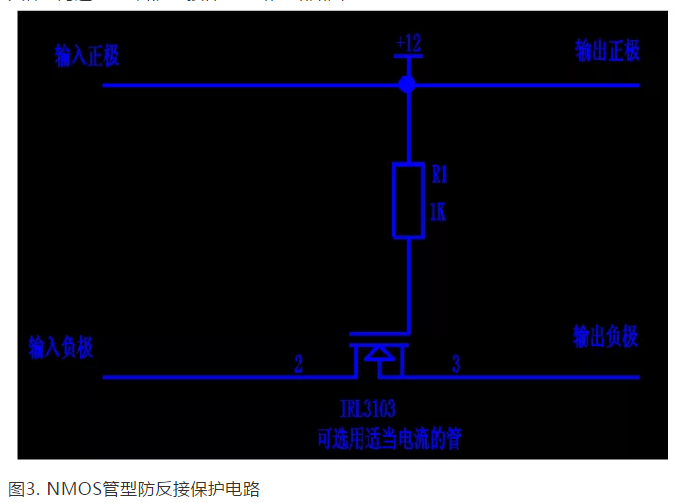 +12
输入正极
输出正极
R1
1K
输入负极
输出负极
2
3
IRL3103
可选用适当电流的管
图3. NMOS管型防反接保护电路